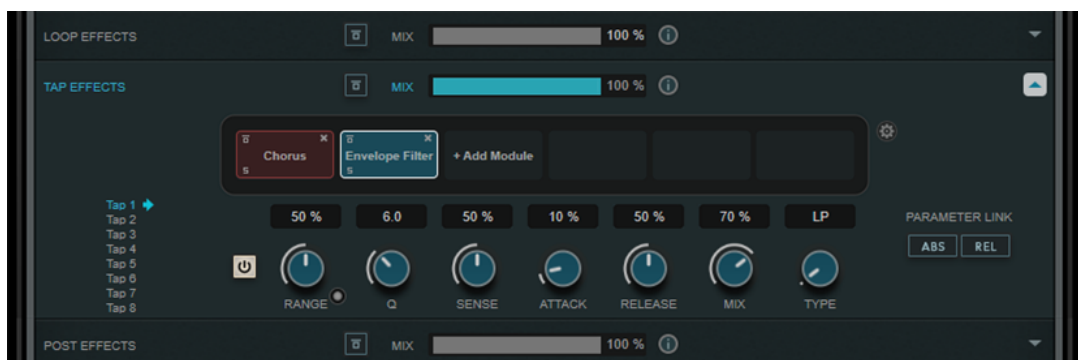 LOOP EFFECTS MIX 100 %
TAP EFFECTS MIX 100 %
Chorus Envelope Filter + Add Module
S S
Tap 1
Tap 2
Tap 3
Tap 4
Tap 5
Tap 6
Tap 7
Tap 8
50 % 6.0 50 % 10 % 50 % 70 % LP
RANGE Q SENSE ATTACK RELEASE MIX TYPE
PARAMETER LINK
ABS REL
POST EFFECTS MIX 100 %